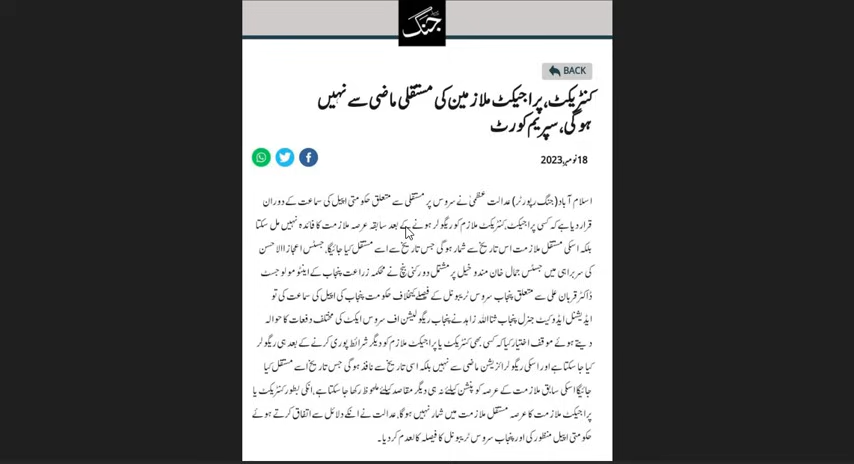 جنگ
BACK
کنٹریکٹ، پراجیکٹ ملازمین کی مستقلی ماضی سے نہیں
ہوگی، سپریم کورٹ
18 نومبر، 2023
اسلام آباد (جنگ رپورٹر) عدالت عظمیٰ نے سروس پر مستقلی سے متعلق حکومتی اپیل کی سماعت کے دوران
قرار دیا ہے کہ کسی پراجیکٹ، کنٹریکٹ ملازم کو ریگولر ہونے کے بعد سابقہ عرصہ ملازمت کا فائدہ نہیں مل سکتا
بلکہ اسکی مستقل ملازمت اس تاریخ سے شمار ہوگی جس تاریخ سے اسے مستقل کیا جائیگا، جسٹس اعجازالاحسن
کی سربراہی میں جسٹس جمال خان مندوخیل پر مشتمل دو رکنی بنچ نے محکمہ زراعت پنجاب کے اینٹومولوجسٹ
ڈاکٹر قربان علی سے متعلق پنجاب سروس ٹریبونل کے فیصلے کیخلاف حکومت پنجاب کی اپیل کی سماعت کی تو
ایڈیشنل ایڈوکیٹ جنرل پنجاب ثنااللہ زاہد نے پنجاب ریگولیشن اف سروس ایکٹ کی مختلف دفعات کا حوالہ
دیتے ہوئے موقف اختیار کیا کہ کسی بھی کنٹریکٹ یا پراجیکٹ ملازم کو دیگر شرائط پوری کرنے کے بعد ہی ریگولر
کیا جاسکتا ہے اور اسکی ریگولرائزیشن ماضی سے نہیں بلکہ اسی تاریخ سے نافذ ہوگی جس تاریخ اسے مستقل کیا
جائیگا اسکی سابق ملازمت کے عرصہ کو پنشن کیلئے نہ ہی دیگر مقاصد کیلئے ملحوظ رکھا جاسکتا ہے، انکی بطور کنٹریکٹ یا
پراجیکٹ ملازمت کا عرصہ مستقل ملازمت میں شمار نہیں ہوگا، عدالت نے انکے دلائل سے اتفاق کرتے ہوئے
حکومتی اپیل منظور کی اور پنجاب سروس ٹریبونل کا فیصلہ کالعدم کردیا۔